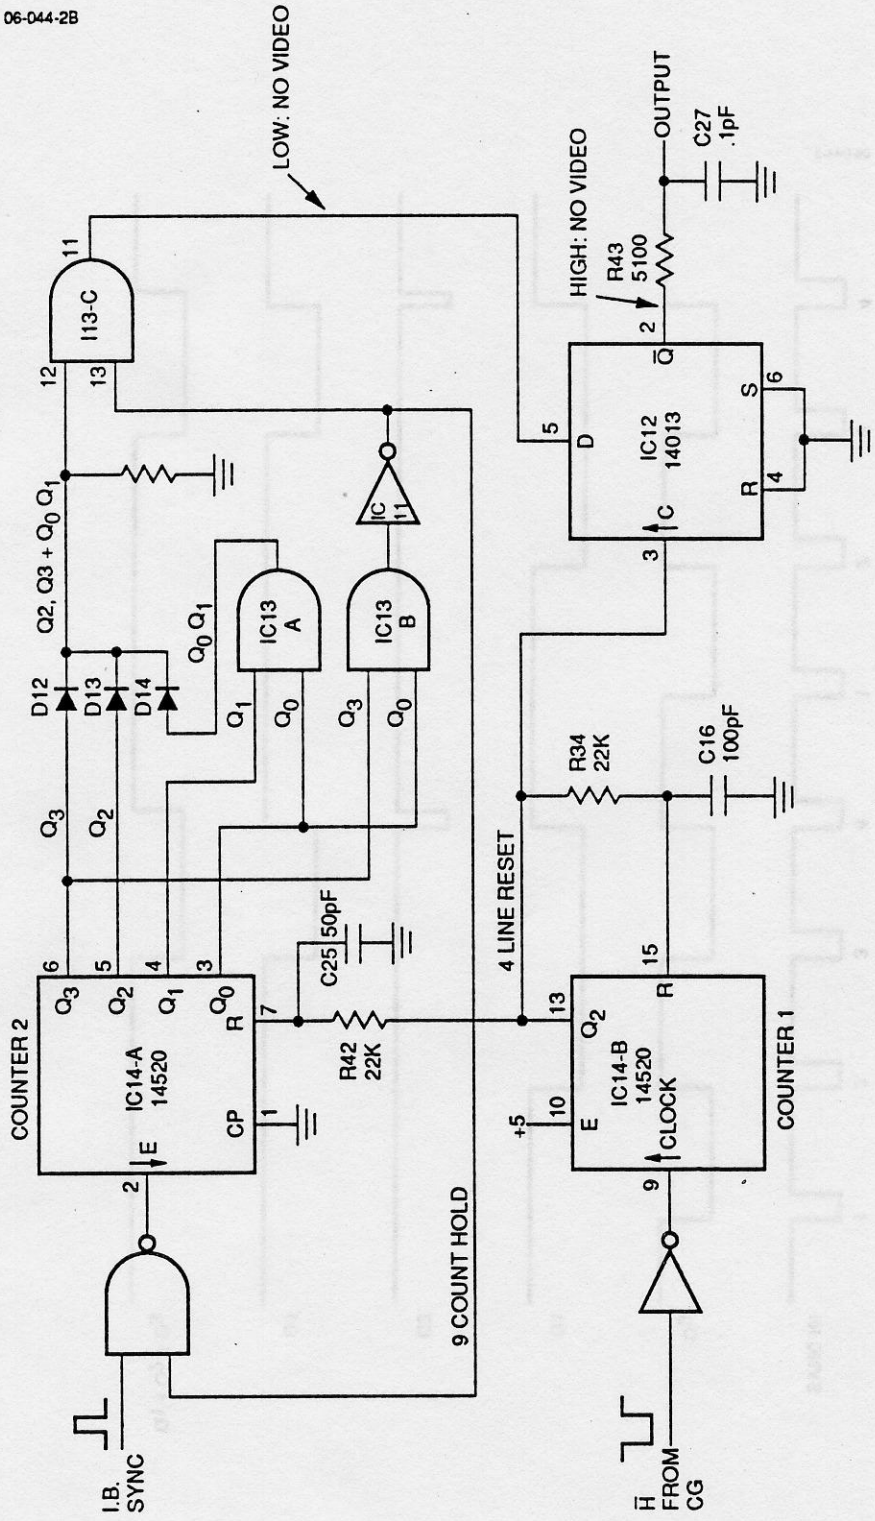 06-044-2B
COUNTER 2
I.B.
SYNC
2
E
IC14-A
14520
CP
1
R
7
Q3
Q2
Q1
Q0
6
5
4
3
C25 50pF
R42
22K
Q3
Q2
D12
D13
D14
Q2, Q3 + Q0 Q1
Q0 Q1
Q1
Q0
IC13
A
Q3
Q0
IC13
B
IC
11
12
13
I13-C
11
LOW: NO VIDEO
9 COUNT HOLD
4 LINE RESET
H̅
FROM
CG
9
CLOCK
+5
10
E
IC14-B
14520
13
Q2
15
R
COUNTER 1
R34
22K
C16
100pF
3
C
5
D
IC12
14013
R
4
S
6
Q̅
2
HIGH: NO VIDEO
R43
5100
OUTPUT
C27
.1pF